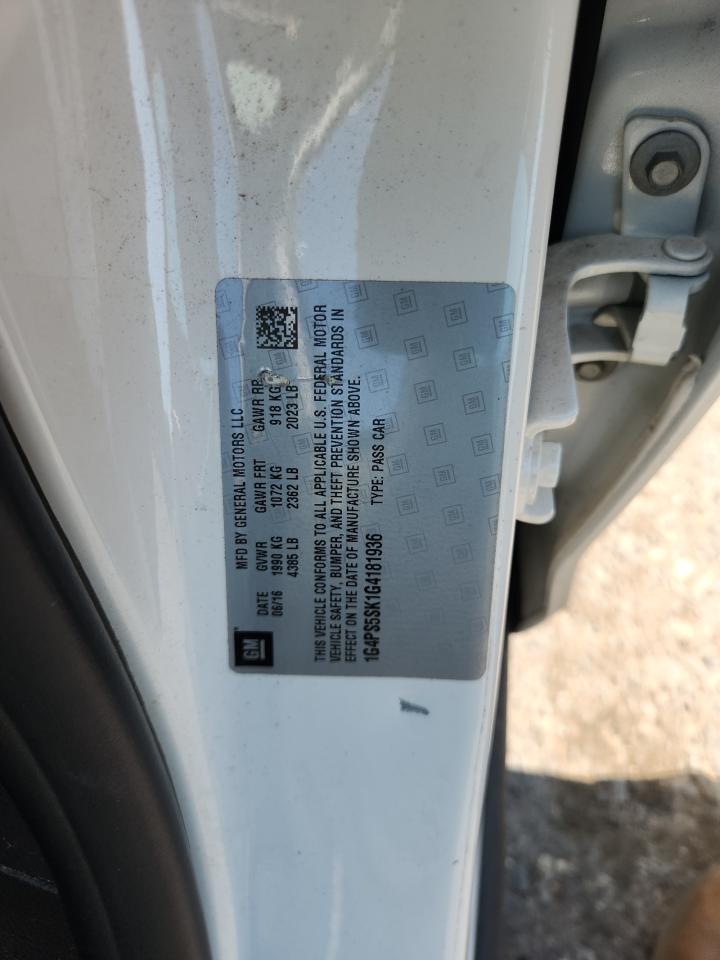 GM
MFD BY GENERAL MOTORS LLC
DATE GVWR GAWR FRT GAWR RR
06/16 1990 KG 1072 KG 918 KG
4385 LB 2362 LB 2023 LB
THIS VEHICLE CONFORMS TO ALL APPLICABLE U.S. FEDERAL MOTOR
VEHICLE SAFETY, BUMPER, AND THEFT PREVENTION STANDARDS IN
EFFECT ON THE DATE OF MANUFACTURE SHOWN ABOVE.
1G4PS5SK1G4181936 TYPE: PASS CAR